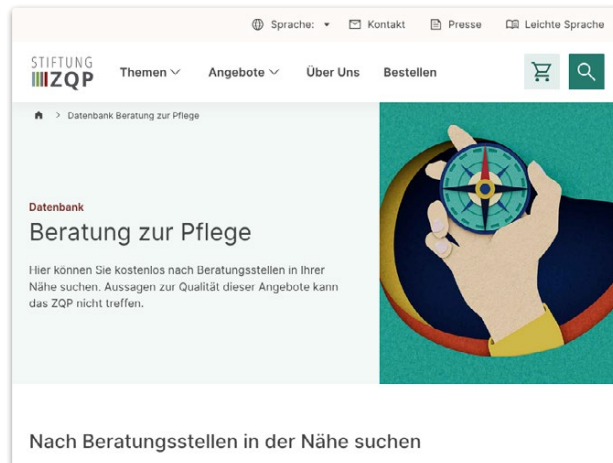 Sprache:
Kontakt
Presse
Leichte Sprache
STIFTUNG
ZQP
Themen
Angebote
Über Uns
Bestellen
> Datenbank Beratung zur Pflege
Datenbank
Beratung zur Pflege
Hier können Sie kostenlos nach Beratungsstellen in Ihrer
Nähe suchen. Aussagen zur Qualität dieser Angebote kann
das ZQP nicht treffen.
Nach Beratungsstellen in der Nähe suchen